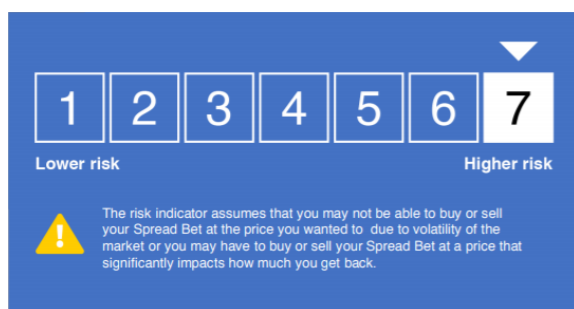 1 2 3 4 5 6 7
Lower risk Higher risk
The risk indicator assumes that you may not be able to buy or sell
your Spread Bet at the price you wanted to due to volatility of the
market or you may have to buy or sell your Spread Bet at a price that
significantly impacts how much you get back.